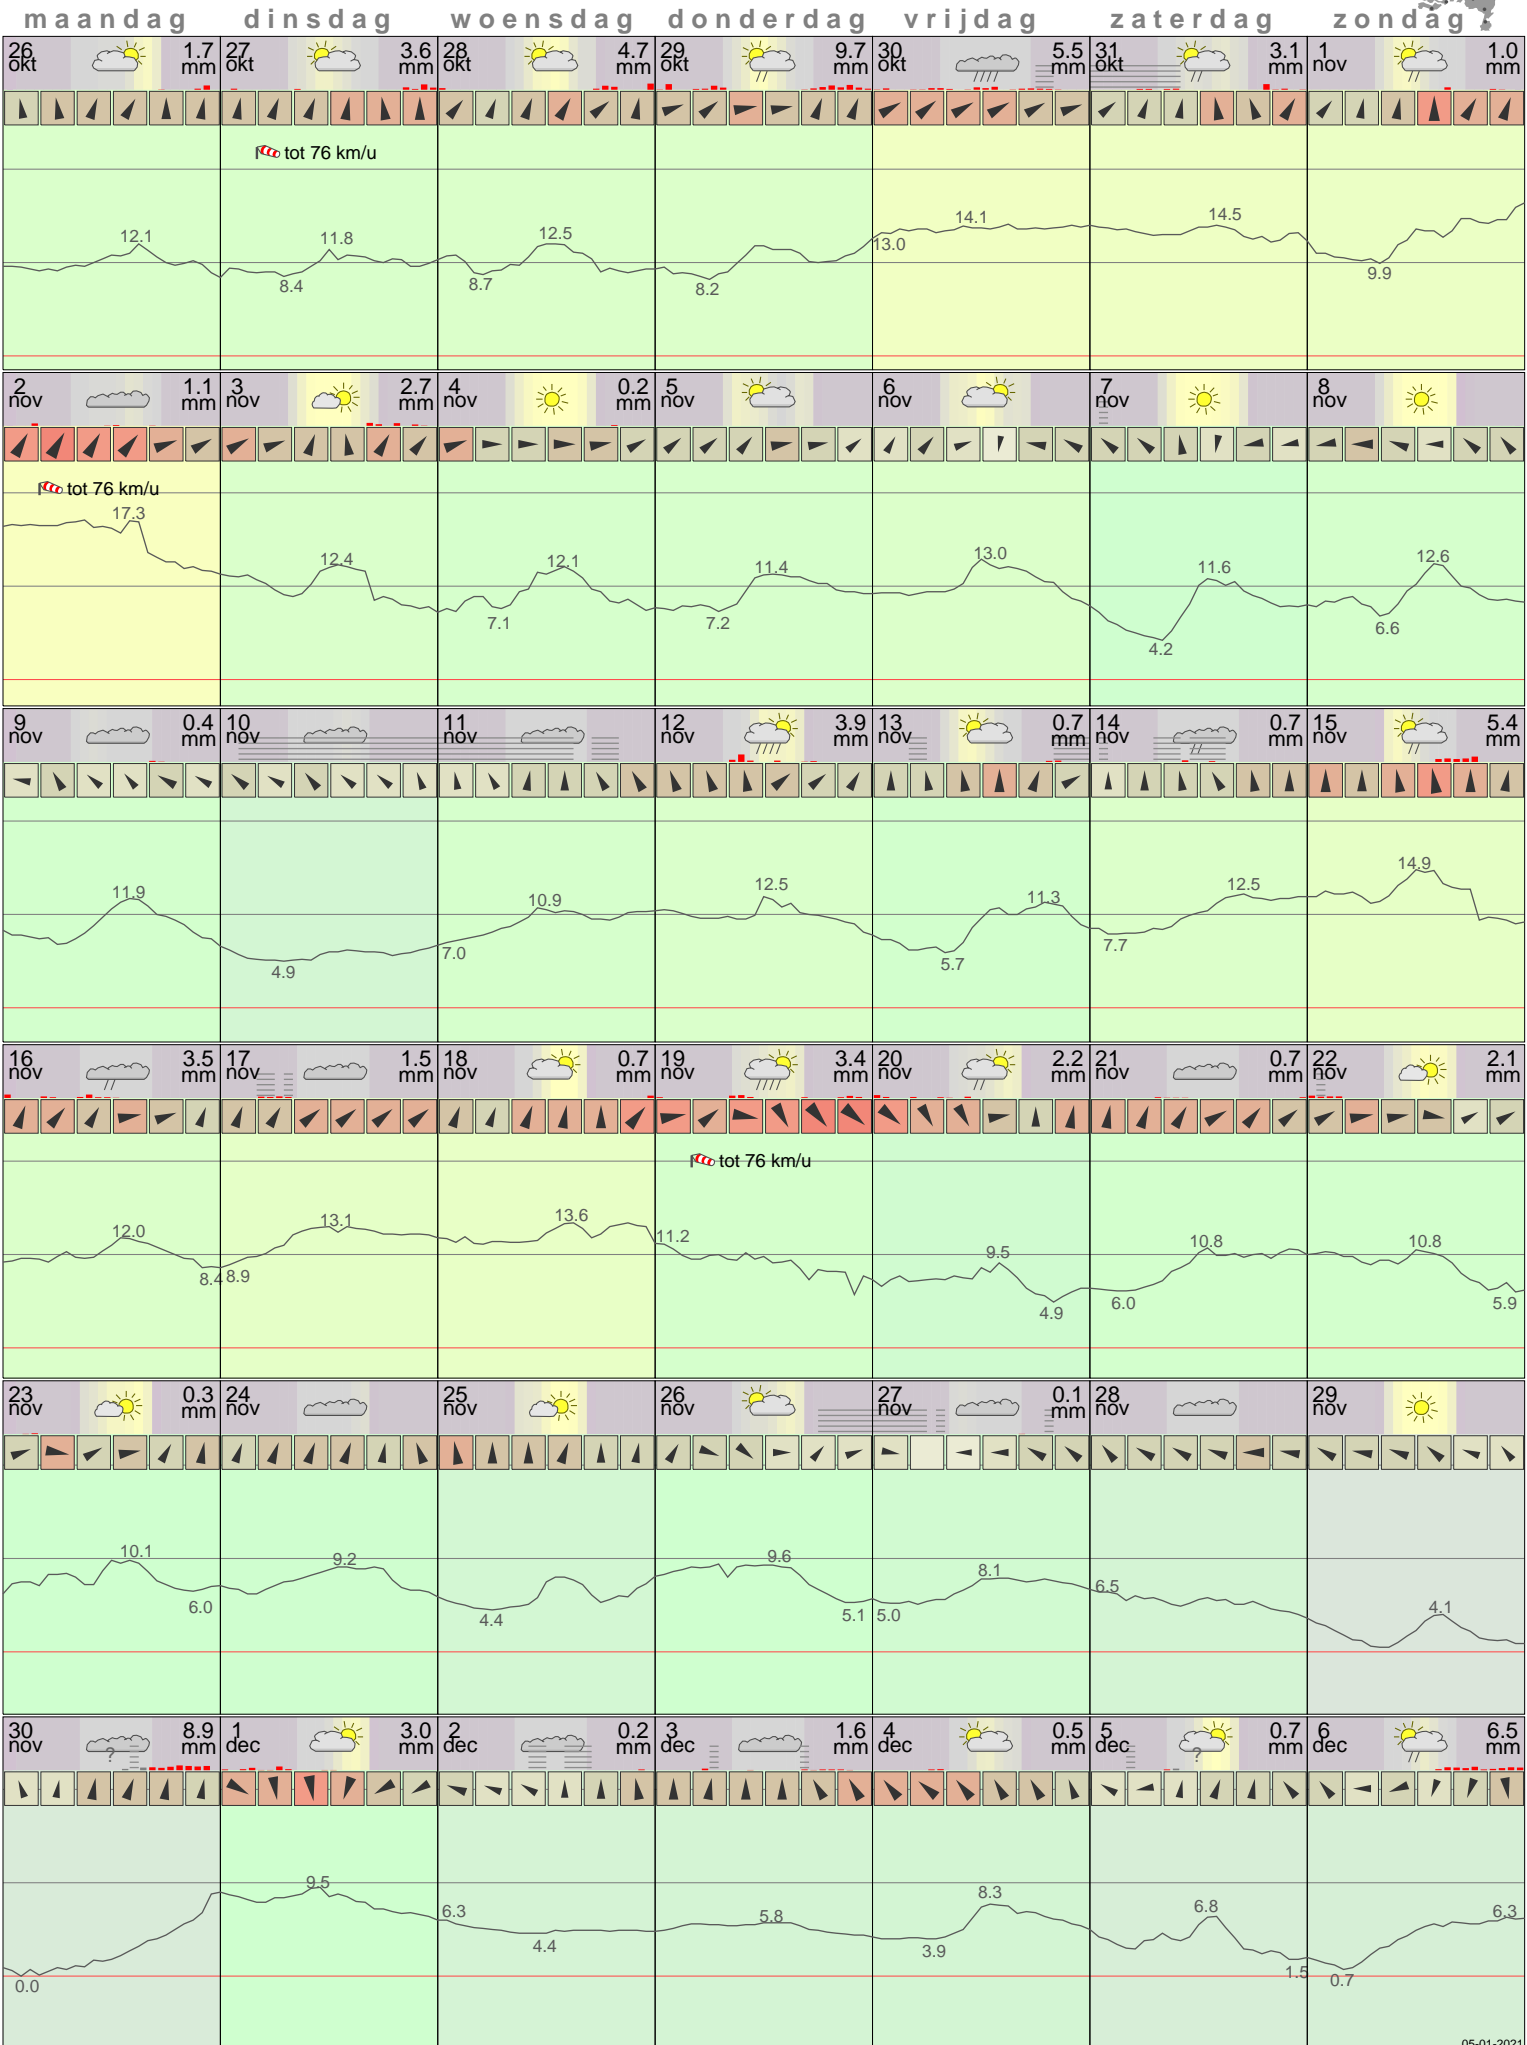 maandag dinsdag woensdag donderdag vrijdag zaterdag zondag
26 okt 1.7 mm 27 okt 3.6 mm 28 okt 4.7 mm 29 okt 9.7 mm 30 okt 5.5 mm 31 okt 3.1 mm 1 nov 1.0 mm
tot 76 km/u
12.1 11.8 8.4 12.5 8.7 8.2 13.0 14.1 14.5 9.9
2 nov 1.1 mm 3 nov 2.7 mm 4 nov 0.2 mm 5 nov 6 nov 7 nov 8 nov
tot 76 km/u
17.3 12.4 7.1 12.1 7.2 11.4 13.0 4.2 11.6 6.6 12.6
9 nov 0.4 mm 10 nov 11 nov 12 nov 3.9 mm 13 nov 0.7 mm 14 nov 0.7 mm 15 nov 5.4 mm
11.9 4.9 7.0 10.9 12.5 5.7 11.3 7.7 12.5 14.9
16 nov 3.5 mm 17 nov 1.5 mm 18 nov 0.7 mm 19 nov 3.4 mm 20 nov 2.2 mm 21 nov 0.7 mm 22 nov 2.1 mm
tot 76 km/u
12.0 8.4 8.9 13.1 13.6 11.2 9.5 4.9 6.0 10.8 10.8 5.9
23 nov 0.3 mm 24 nov 25 nov 26 nov 27 nov 0.1 mm 28 nov 29 nov
10.1 6.0 9.2 4.4 9.6 5.1 5.0 8.1 6.5 4.1
30 nov 8.9 mm 1 dec 3.0 mm 2 dec 0.2 mm 3 dec 1.6 mm 4 dec 0.5 mm 5 dec 0.7 mm 6 dec 6.5 mm
? ?
0.0 9.5 6.3 4.4 5.8 3.9 8.3 6.8 1.5 0.7 6.3
05-01-2021